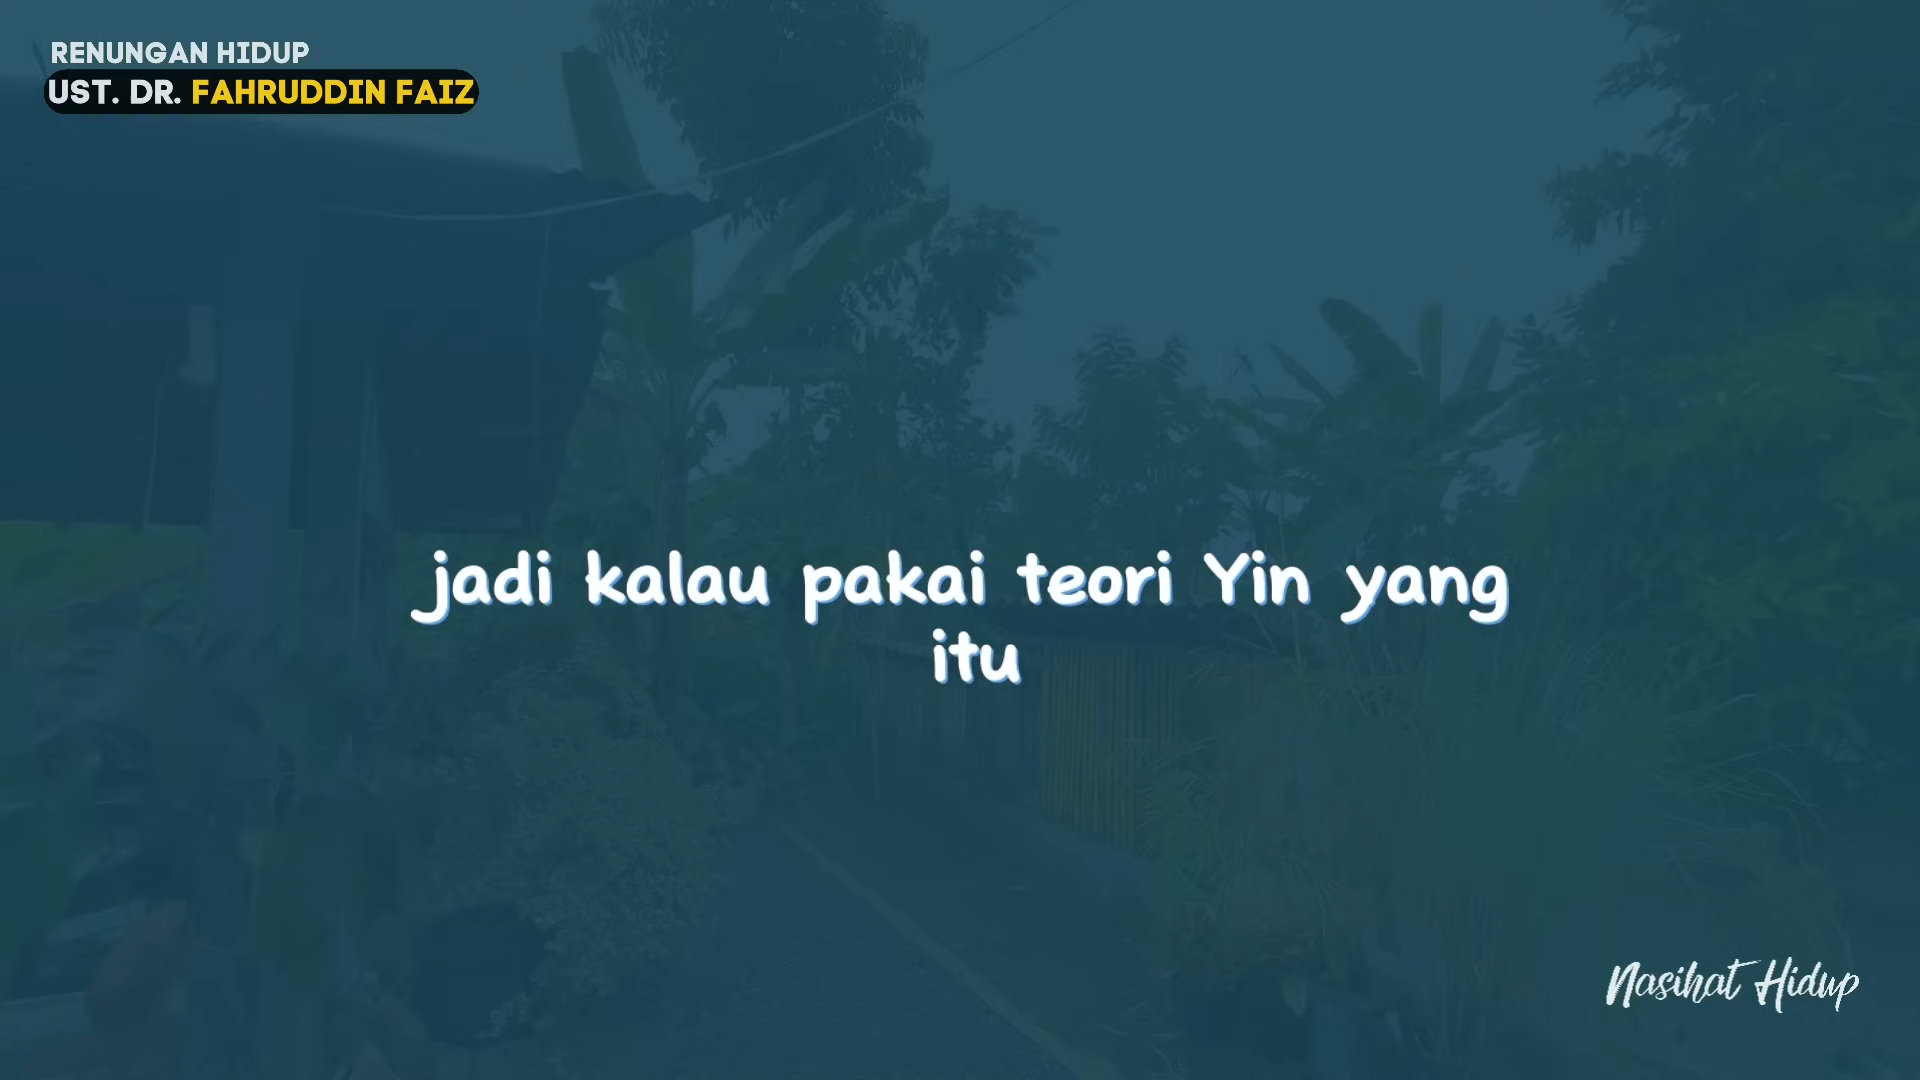 RENUNGAN HIDUP
UST. DR. FAHRUDDIN FAIZ
jadi kalau pakai teori Yin yang
itu
Nasihat Hidup